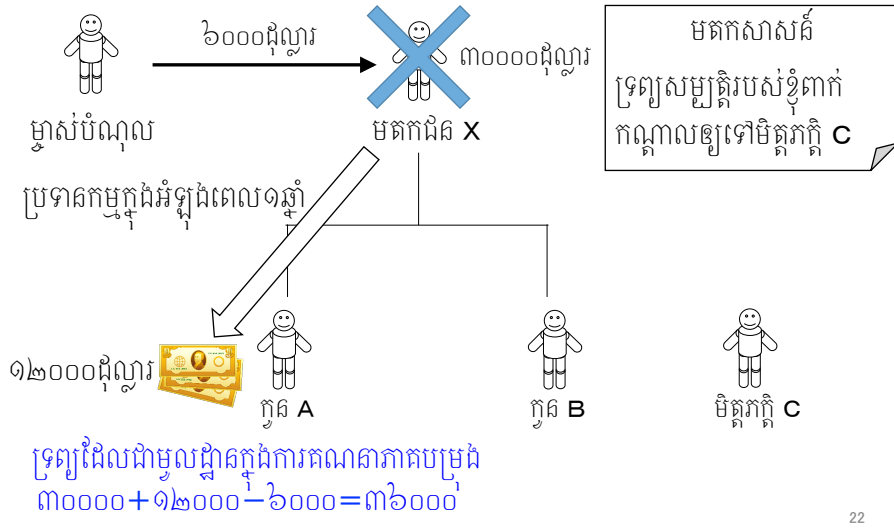 ៦០០០ដុល្លារ
៣០០០០ដុល្លារ
ម្ចាស់បំណុល
មតកជន X
មតកសាសន៍
ទ្រព្យសម្បត្តិរបស់ខ្ញុំពាក់
កណ្តាលឲ្យទៅមិត្តភក្តិ C
ប្រទានកម្មក្នុងអំឡុងពេល១ឆ្នាំ
១២០០០ដុល្លារ
កូន A
កូន B
មិត្តភក្តិ C
ទ្រព្យដែលជាមូលដ្ឋានក្នុងការគណនាភាគបម្រុង
៣០០០០+១២០០០−៦០០០=៣៦០០០
22